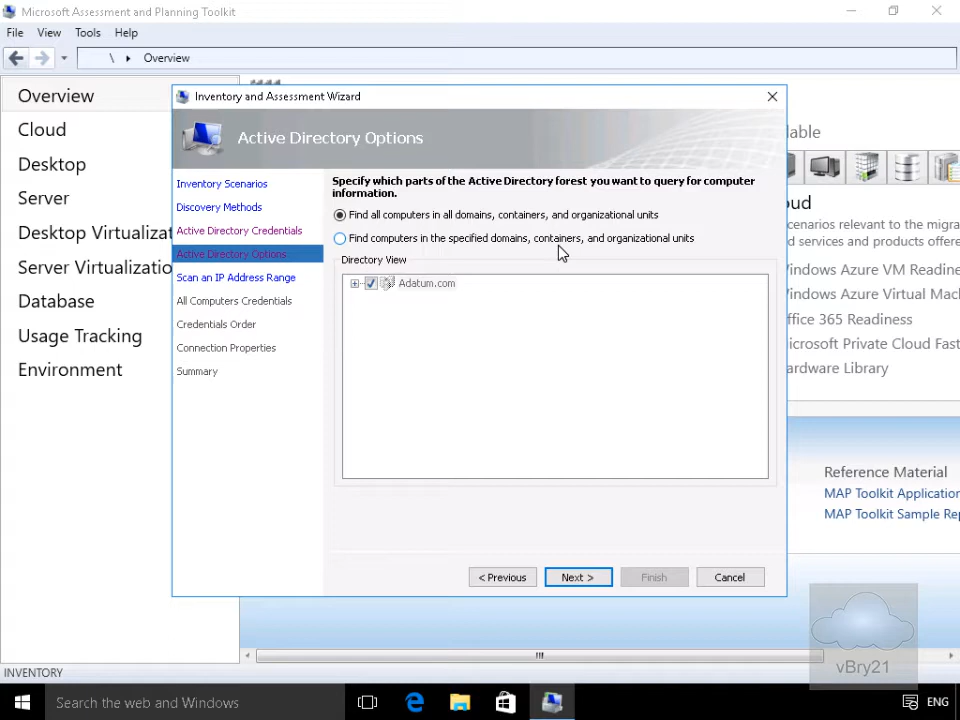 Microsoft Assessment and Planning Toolkit
File View Tools Help
\ Overview
Overview
Cloud
Desktop
Server
Desktop Virtualizat
Server Virtualizatio
Database
Usage Tracking
Environment
Inventory and Assessment Wizard
Active Directory Options
Inventory Scenarios
Discovery Methods
Active Directory Credentials
Active Directory Options
Scan an IP Address Range
All Computers Credentials
Credentials Order
Connection Properties
Summary
Specify which parts of the Active Directory forest you want to query for computer
information.
Find all computers in all domains, containers, and organizational units
Find computers in the specified domains, containers, and organizational units
Directory View
Adatum.com
< Previous Next > Finish Cancel
lable
oud
cenarios relevant to the migra
d services and products offere
indows Azure VM Readine
indows Azure Virtual Mac
ffice 365 Readiness
icrosoft Private Cloud Fast
ardware Library
Reference Material
MAP Toolkit Application
MAP Toolkit Sample Rep
vBry21
INVENTORY
Search the web and Windows
ENG